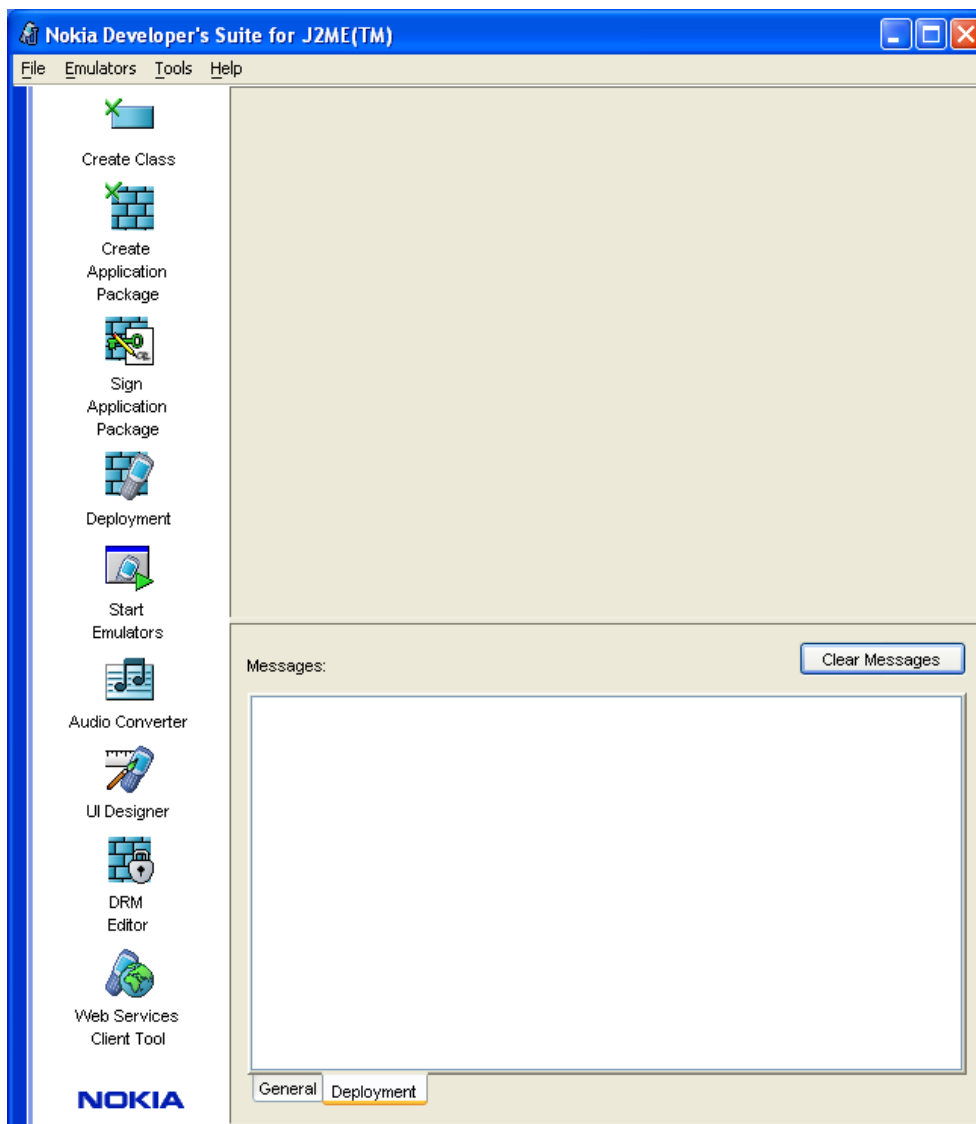 Nokia Developer's Suite for J2ME(TM)
File Emulators Tools Help
Create Class
Create
Application
Package
Sign
Application
Package
Deployment
Start
Emulators
Audio Converter
UI Designer
DRM
Editor
Web Services
Client Tool
NOKIA
Messages:
Clear Messages
General Deployment